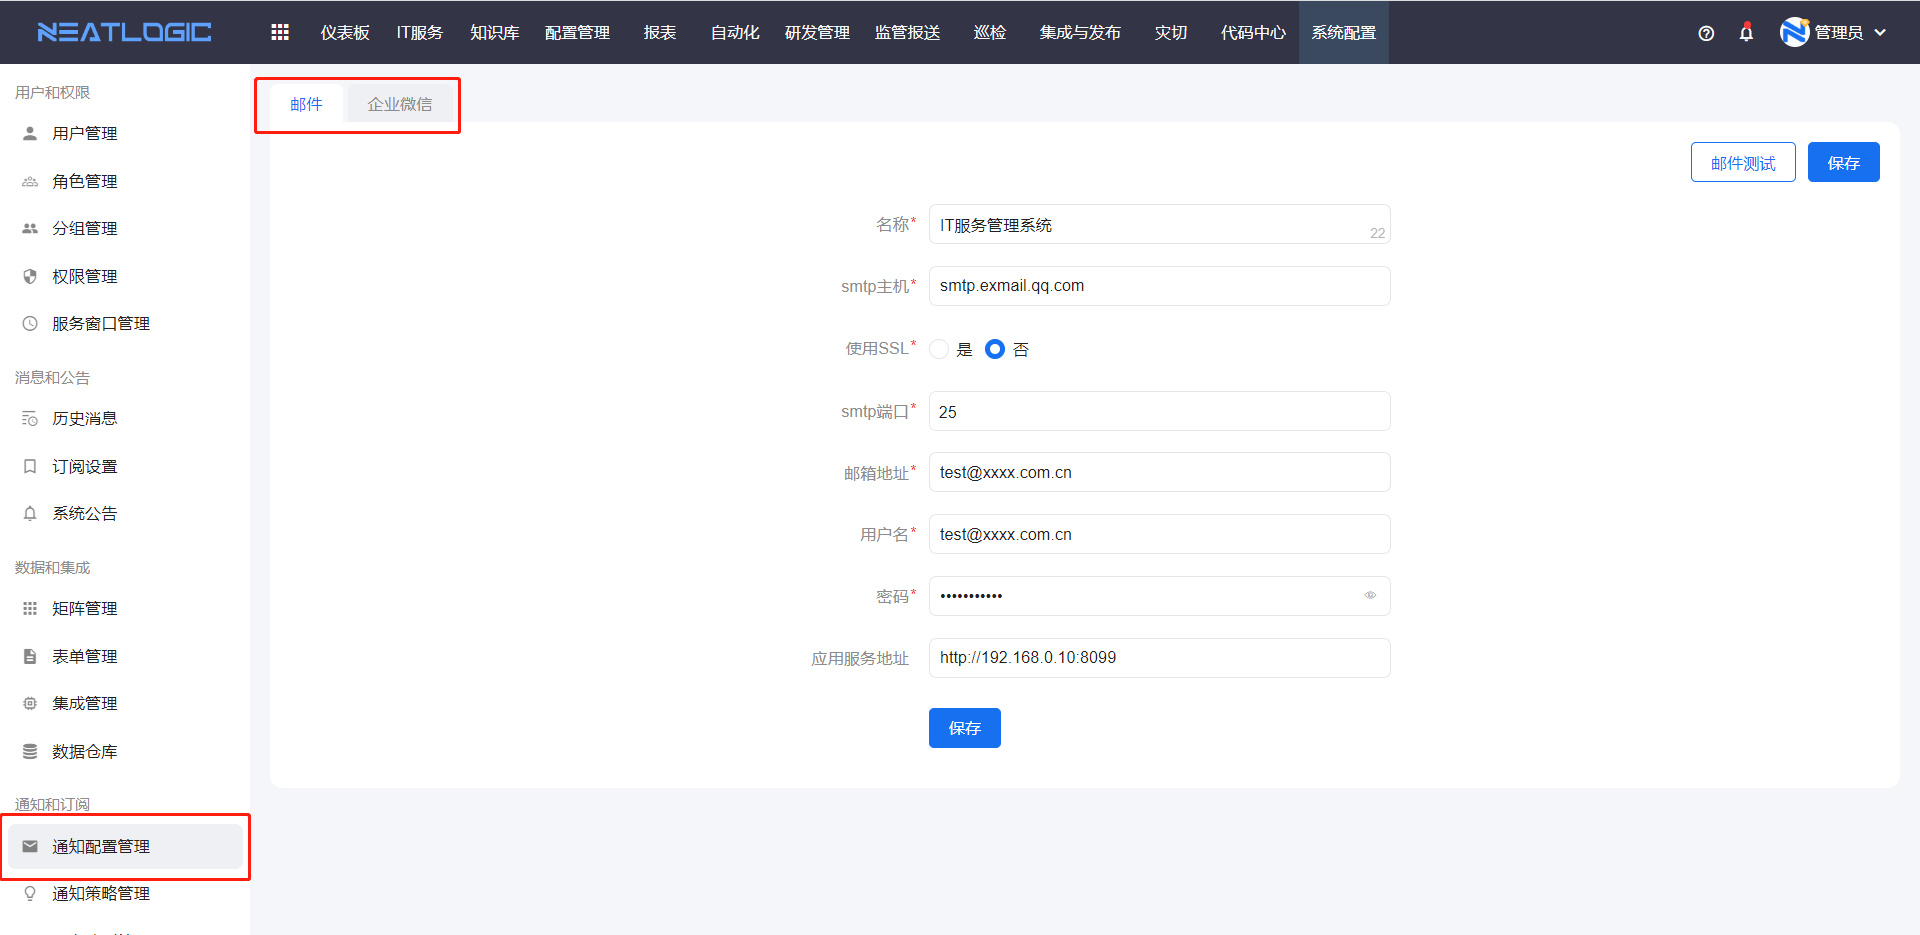 NEATLOGIC 仪表板 IT服务 知识库 配置管理 报表 自动化 研发管理 监管报送 巡检 集成与发布 灾切 代码中心 系统配置 管理员
用户和权限
用户管理
角色管理
分组管理
权限管理
服务窗口管理
消息和公告
历史消息
订阅设置
系统公告
数据和集成
矩阵管理
表单管理
集成管理
数据仓库
通知和订阅
通知配置管理
通知策略管理
邮件 企业微信
邮件测试 保存
名称* IT服务管理系统 22
smtp主机* smtp.exmail.qq.com
使用SSL* 是 否
smtp端口* 25
邮箱地址* test@xxxx.com.cn
用户名* test@xxxx.com.cn
密码* •••••••••••
应用服务地址 http://192.168.0.10:8099
保存